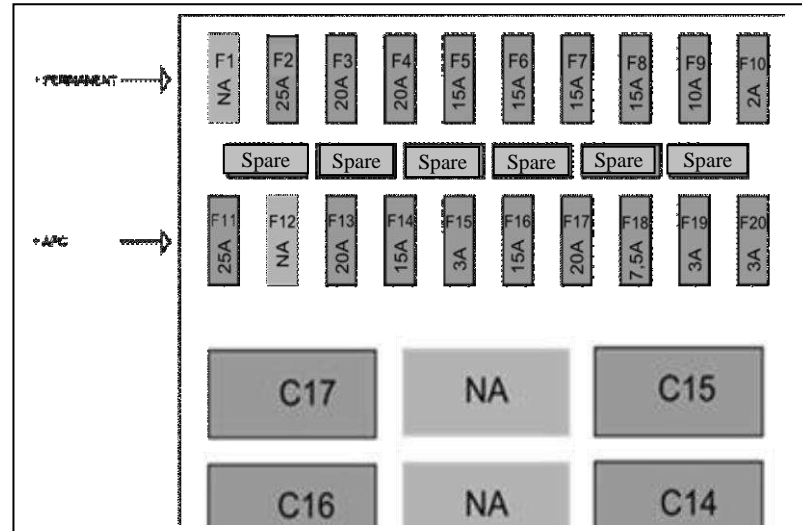 + PERMANENT
F1 F2 F3 F4 F5 F6 F7 F8 F9 F10
NA 25A 20A 20A 15A 15A 15A 15A 10A 2A
Spare Spare Spare Spare Spare Spare
+ APC
F11 F12 F13 F14 F15 F16 F17 F18 F19 F20
25A NA 20A 15A 3A 15A 20A 7,5A 3A 3A
C17 NA C15
C16 NA C14